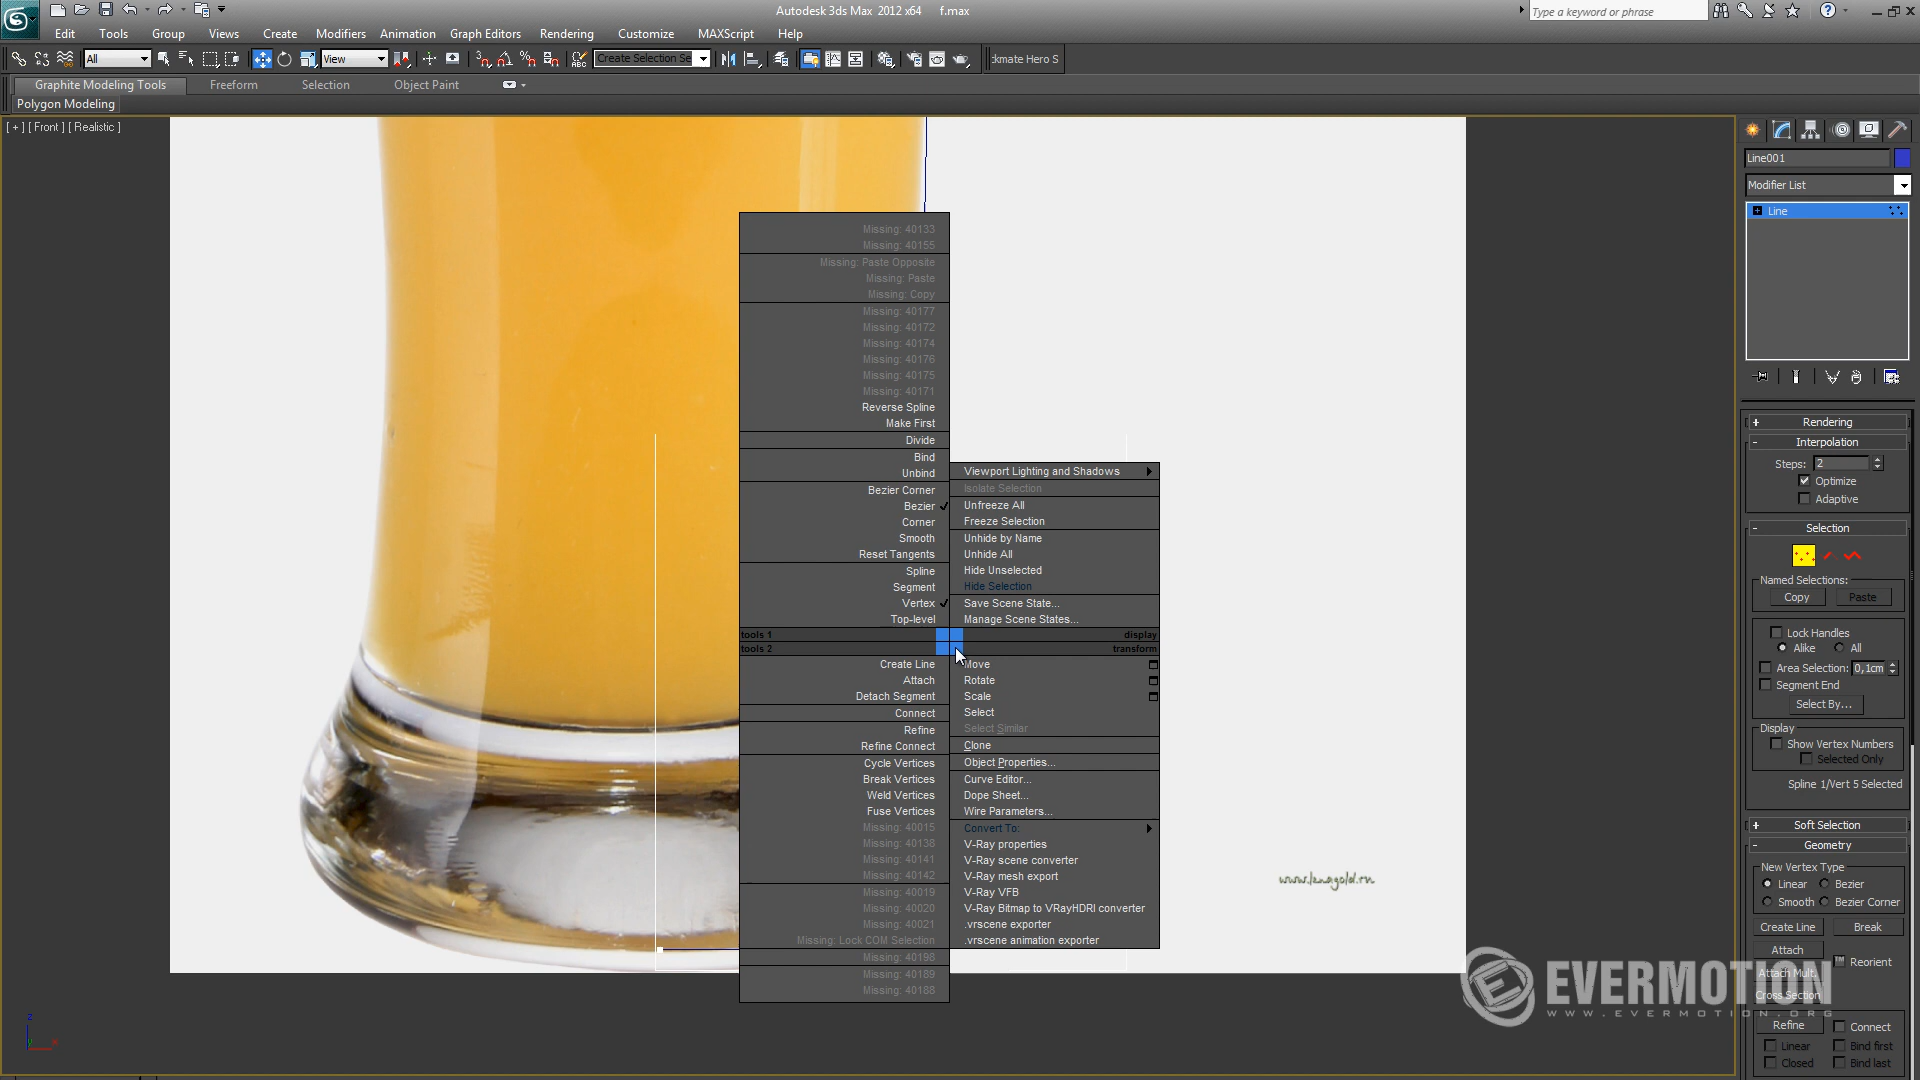 Autodesk 3ds Max 2012 x64 f.max
Type a keyword or phrase
Edit Tools Group Views Create Modifiers Animation Graph Editors Rendering Customize MAXScript Help
All View Create Selection Se kmate Hero S
Graphite Modeling Tools Freeform Selection Object Paint
Polygon Modeling
[ + ] [ Front ] [ Realistic ]
Missing: 40133
Missing: 40155
Missing: Paste Opposite
Missing: Paste
Missing: Copy
Missing: 40177
Missing: 40172
Missing: 40174
Missing: 40176
Missing: 40175
Missing: 40171
Reverse Spline
Make First
Divide
Bind
Unbind
Bezier Corner
Bezier
Corner
Smooth
Reset Tangents
Spline
Segment
Vertex
Top-level
tools 1
tools 2
Create Line
Attach
Detach Segment
Connect
Refine
Refine Connect
Cycle Vertices
Break Vertices
Weld Vertices
Fuse Vertices
Missing: 40015
Missing: 40138
Missing: 40141
Missing: 40142
Missing: 40019
Missing: 40020
Missing: 40021
Missing: Lock COM Selection
Missing: 40198
Missing: 40189
Missing: 40188
Viewport Lighting and Shadows
Isolate Selection
Unfreeze All
Freeze Selection
Unhide by Name
Unhide All
Hide Unselected
Hide Selection
Save Scene State...
Manage Scene States...
display
transform
Move
Rotate
Scale
Select
Select Similar
Clone
Object Properties...
Curve Editor...
Dope Sheet...
Wire Parameters...
Convert To:
V-Ray properties
V-Ray scene converter
V-Ray mesh export
V-Ray VFB
V-Ray Bitmap to VRayHDRI converter
.vrscene exporter
.vrscene animation exporter
www.lenagold.ru
z
y
x
Line001
Modifier List
Line
+ Rendering
- Interpolation
Steps: 2
Optimize
Adaptive
- Selection
Named Selections:
Copy Paste
Lock Handles
Alike All
Area Selection: 0,1cm
Segment End
Select By...
Display
Show Vertex Numbers
Selected Only
Spline 1/Vert 5 Selected
+ Soft Selection
- Geometry
New Vertex Type
Linear Bezier
Smooth Bezier Corner
Create Line Break
Attach
Attach Mult. Reorient
Cross Section
Refine Connect
Linear Bind first
Closed Bind last
EVERMOTION
WWW.EVERMOTION.ORG